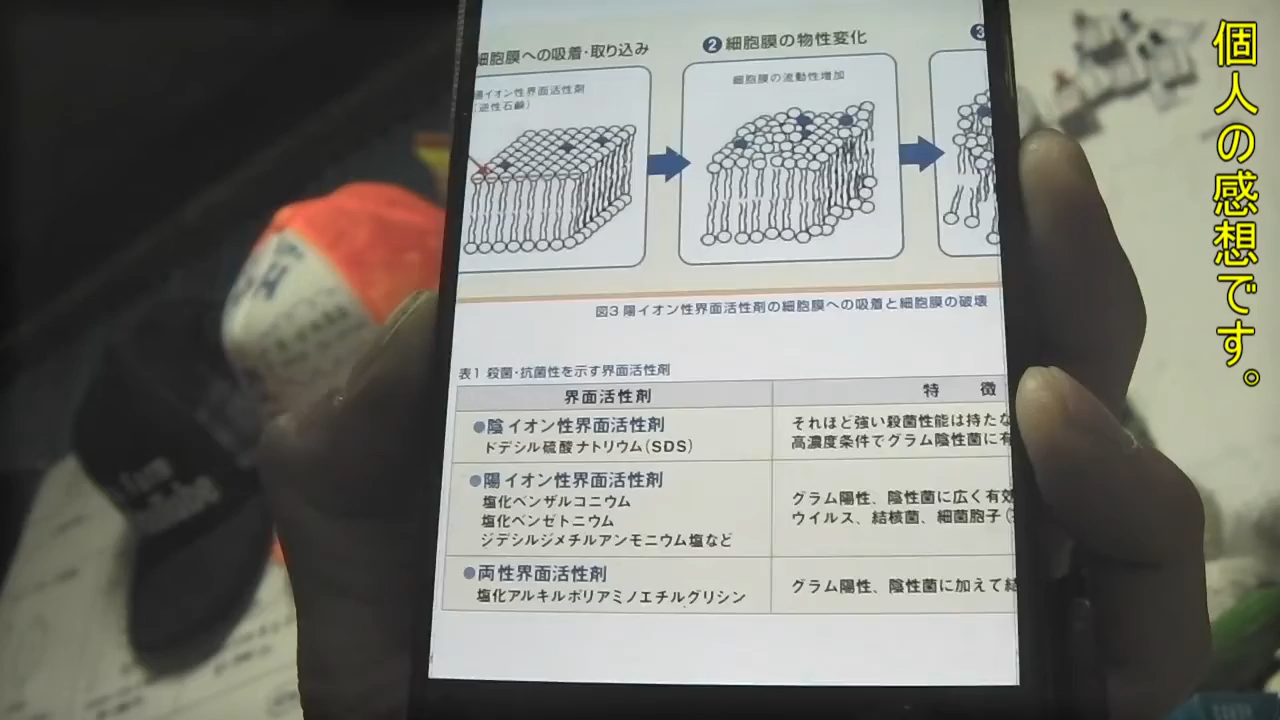 細胞膜への吸着・取り込み
陽イオン性界面活性剤
(逆性石鹸)
❷細胞膜の物性変化
細胞膜の流動性増加
❸
図3 陽イオン性界面活性剤の細胞膜への吸着と細胞膜の破壊
表1 殺菌・抗菌性を示す界面活性剤
界面活性剤
特 徴
●陰イオン性界面活性剤
ドデシル硫酸ナトリウム(SDS)
それほど強い殺菌性能は持たな
高濃度条件でグラム陰性菌に有
●陽イオン性界面活性剤
塩化ベンザルコニウム
塩化ベンゼトニウム
ジデシルジメチルアンモニウム塩など
グラム陽性、陰性菌に広く有効
ウイルス、結核菌、細菌胞子(
●両性界面活性剤
塩化アルキルポリアミノエチルグリシン
グラム陽性、陰性菌に加えて結
個人の感想です。